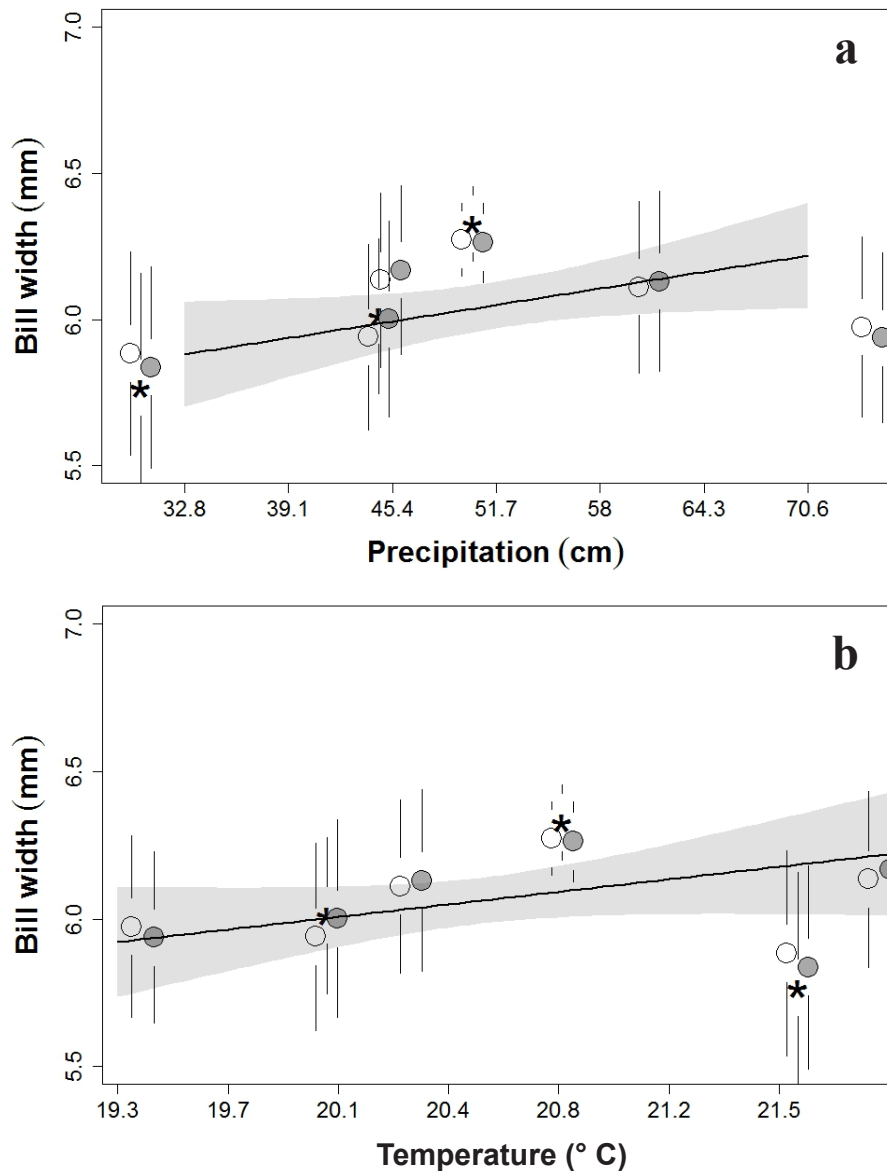 a
7.0
6.5
6.0
5.5
Bill width (mm)
32.8 39.1 45.4 51.7 58 64.3 70.6
Precipitation (cm)
b
7.0
6.5
6.0
5.5
Bill width (mm)
19.3 19.7 20.1 20.4 20.8 21.2 21.5
Temperature (° C)